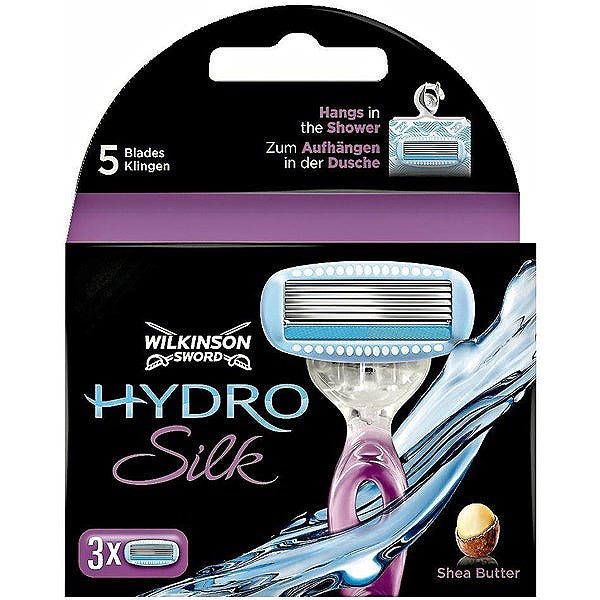 Hangs in
the Shower
Zum Aufhängen
in der Dusche
5 Blades
Klingen
WILKINSON
SWORD
HYDRO
Silk
3X
Shea Butter